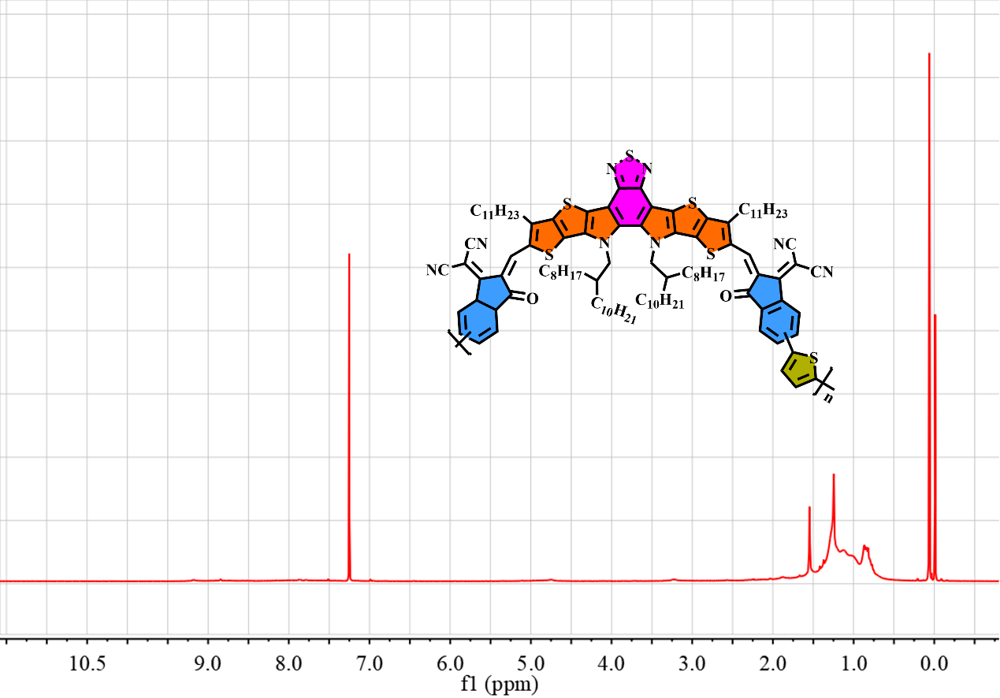 S
N N
S S
C₁₁H₂₃ C₁₁H₂₃
CN N N CN
S S
NC C₈H₁₇ C₈H₁₇ CN
O C₁₀H₂₁ C₁₀H₂₁ O
S
n
10.5 9.0 8.0 7.0 6.0 5.0 4.0 3.0 2.0 1.0 0.0
f1 (ppm)